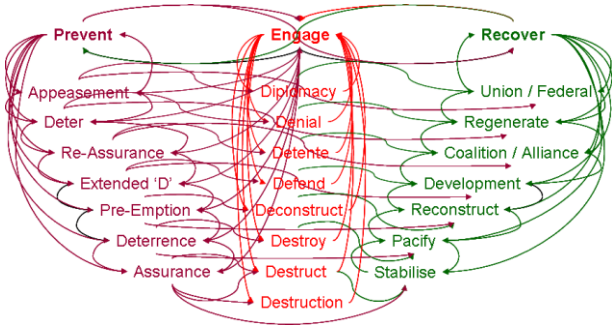 Prevent Engage Recover
Appeasement Diplomacy Union / Federal
Deter Denial Regenerate
Re-Assurance Detente Coalition / Alliance
Extended 'D' Defend Development
Pre-Emption Deconstruct Reconstruct
Deterrence Destroy Pacify
Assurance Destruct Stabilise
Destruction